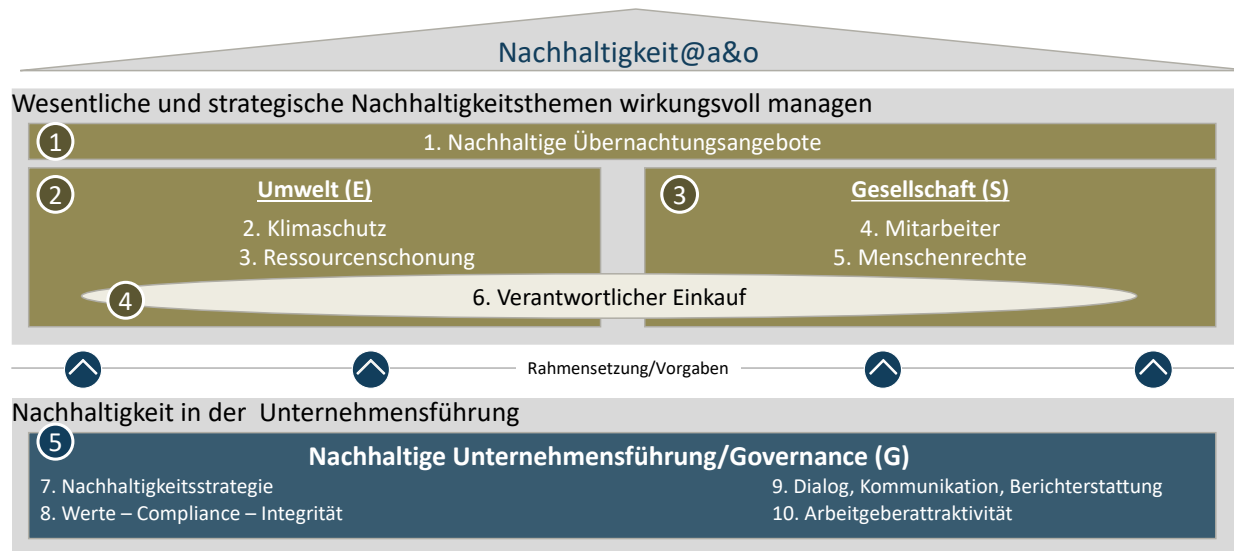 Nachhaltigkeit@a&o
Wesentliche und strategische Nachhaltigkeitsthemen wirkungsvoll managen
1
1. Nachhaltige Übernachtungsangebote
2
Umwelt (E)
2. Klimaschutz
3. Ressourcenschonung
3
Gesellschaft (S)
4. Mitarbeiter
5. Menschenrechte
4
6. Verantwortlicher Einkauf
Rahmensetzung/Vorgaben
Nachhaltigkeit in der Unternehmensführung
5
Nachhaltige Unternehmensführung/Governance (G)
7. Nachhaltigkeitsstrategie
8. Werte – Compliance – Integrität
9. Dialog, Kommunikation, Berichterstattung
10. Arbeitgeberattraktivität